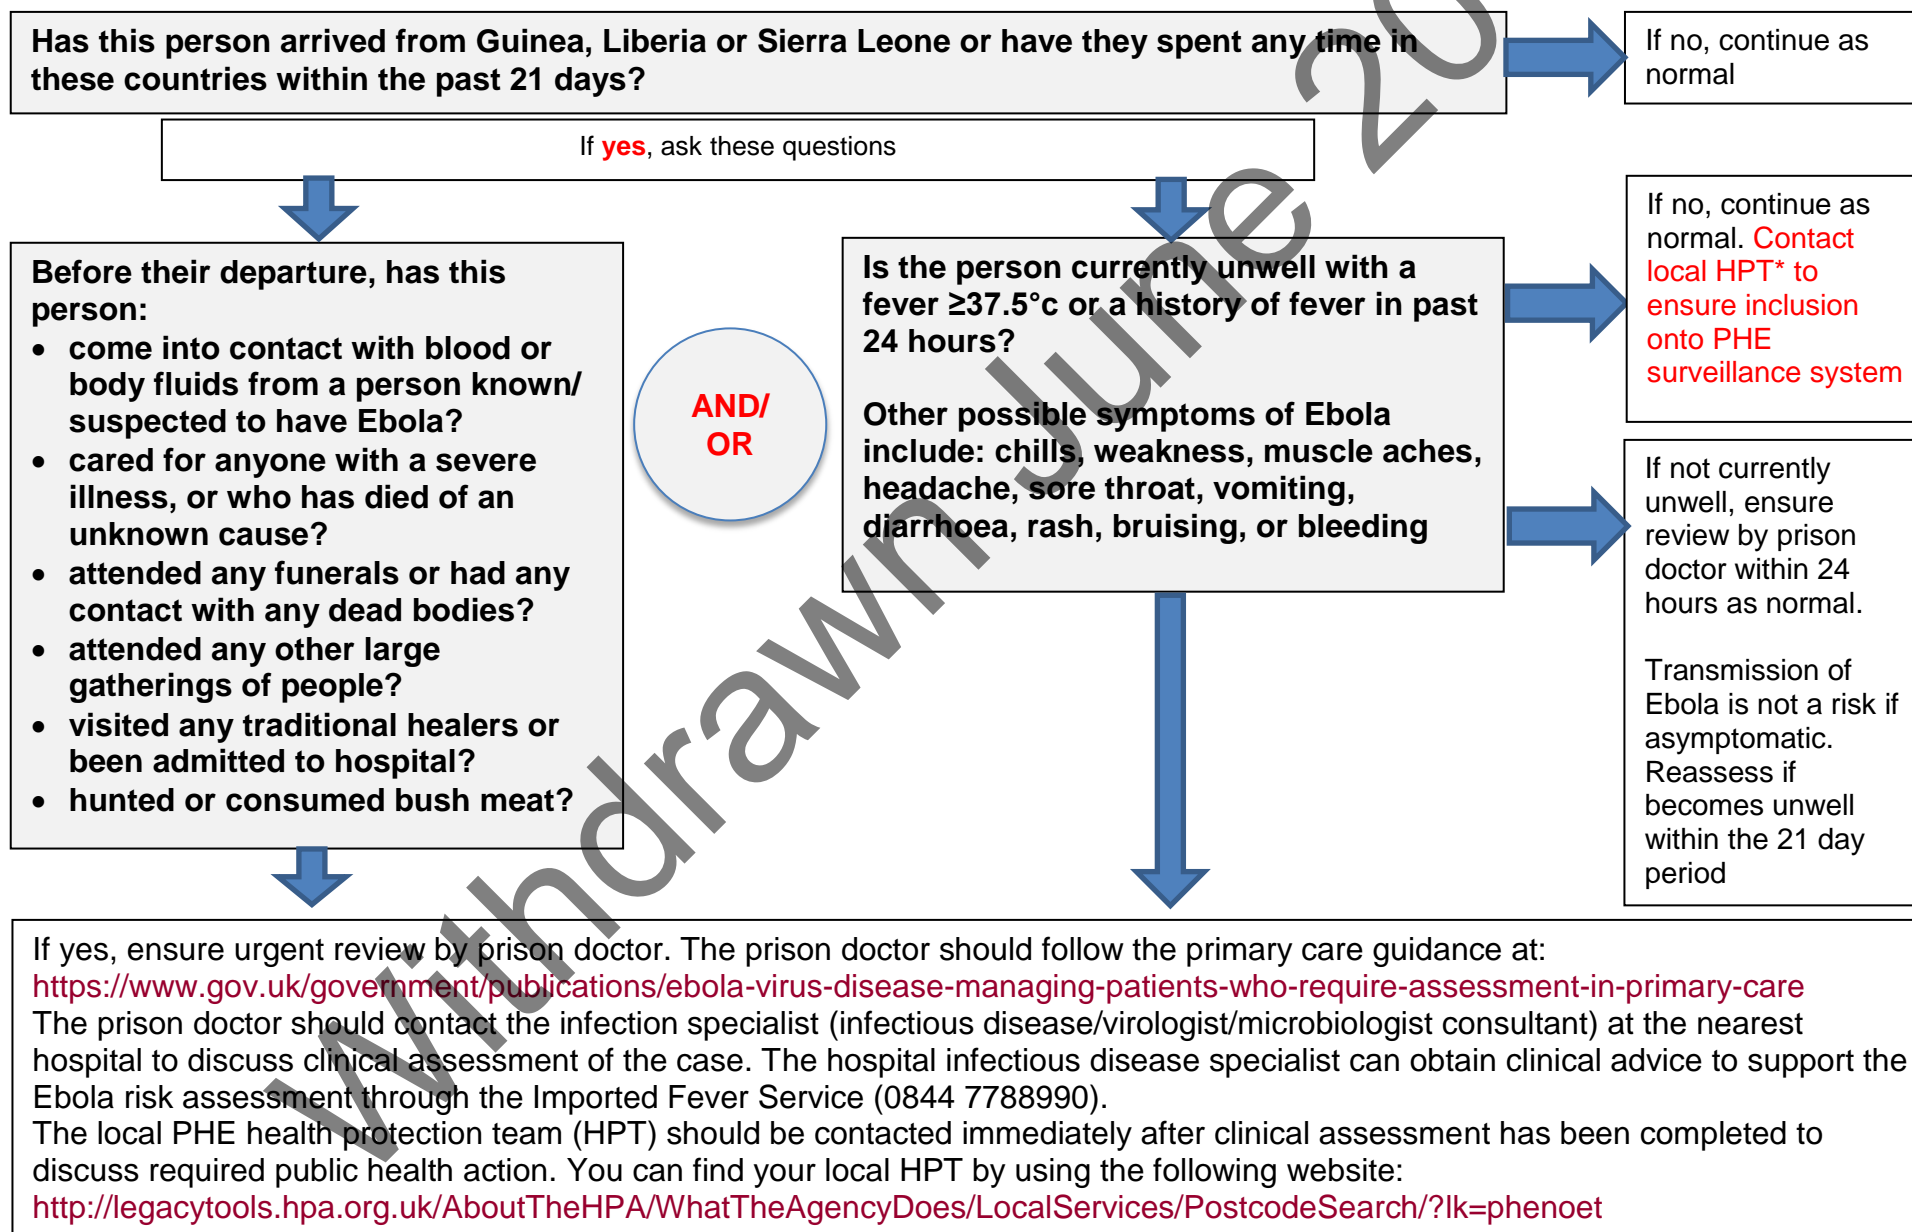 Has this person arrived from Guinea, Liberia or Sierra Leone or have they spent any time in
these countries within the past 21 days?
If no, continue as
normal
If yes, ask these questions
Before their departure, has this
person:
• come into contact with blood or
body fluids from a person known/
suspected to have Ebola?
• cared for anyone with a severe
illness, or who has died of an
unknown cause?
• attended any funerals or had any
contact with any dead bodies?
• attended any other large
gatherings of people?
• visited any traditional healers or
been admitted to hospital?
• hunted or consumed bush meat?
AND/
OR
Is the person currently unwell with a
fever ≥37.5°c or a history of fever in past
24 hours?
Other possible symptoms of Ebola
include: chills, weakness, muscle aches,
headache, sore throat, vomiting,
diarrhoea, rash, bruising, or bleeding
If no, continue as
normal. Contact
local HPT* to
ensure inclusion
onto PHE
surveillance system
If not currently
unwell, ensure
review by prison
doctor within 24
hours as normal.
Transmission of
Ebola is not a risk if
asymptomatic.
Reassess if
becomes unwell
within the 21 day
period
If yes, ensure urgent review by prison doctor. The prison doctor should follow the primary care guidance at:
https://www.gov.uk/government/publications/ebola-virus-disease-managing-patients-who-require-assessment-in-primary-care
The prison doctor should contact the infection specialist (infectious disease/virologist/microbiologist consultant) at the nearest
hospital to discuss clinical assessment of the case. The hospital infectious disease specialist can obtain clinical advice to support the
Ebola risk assessment through the Imported Fever Service (0844 7788990).
The local PHE health protection team (HPT) should be contacted immediately after clinical assessment has been completed to
discuss required public health action. You can find your local HPT by using the following website:
http://legacytools.hpa.org.uk/AboutTheHPA/WhatTheAgencyDoes/LocalServices/PostcodeSearch/?lk=phenoet
Withdrawn June 20